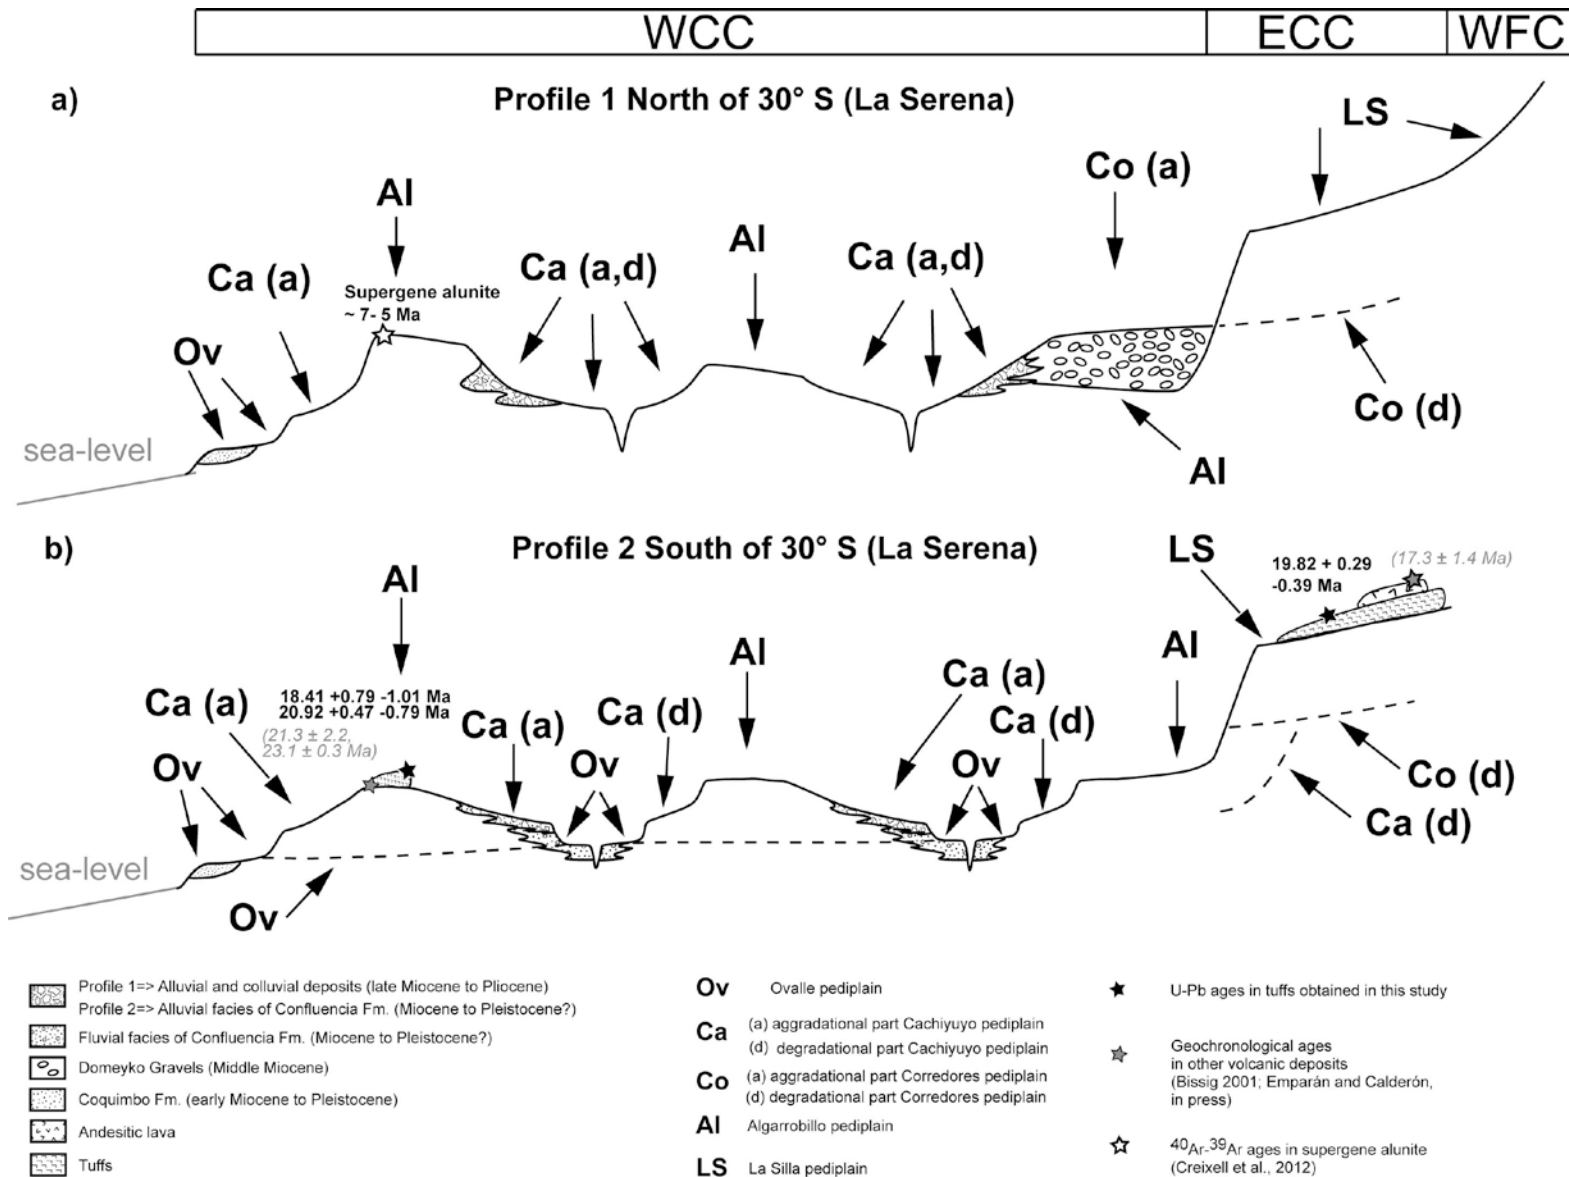 WCC ECC WFC
a)
Profile 1 North of 30° S (La Serena)
LS
Co (a)
Al
Al
Ca (a,d)
Ca (a,d)
Ca (a)
Supergene alunite
~ 7- 5 Ma
Ov
Co (d)
sea-level
Al
b)
Profile 2 South of 30° S (La Serena)
LS
19.82 + 0.29
-0.39 Ma
(17.3 ± 1.4 Ma)
Al
Al
Al
Ca (a)
Ca (a)
18.41 +0.79 -1.01 Ma
20.92 +0.47 -0.79 Ma
(21.3 ± 2.2,
23.1 ± 0.3 Ma)
Ca (a)
Ca (d)
Ca (d)
Ov
Ov
Ov
Co (d)
Ca (d)
sea-level
Ov
Profile 1=> Alluvial and colluvial deposits (late Miocene to Pliocene)
Profile 2=> Alluvial facies of Confluencia Fm. (Miocene to Pleistocene?)
Fluvial facies of Confluencia Fm. (Miocene to Pleistocene?)
Domeyko Gravels (Middle Miocene)
Coquimbo Fm. (early Miocene to Pleistocene)
Andesitic lava
Tuffs
Ov Ovalle pediplain
Ca (a) aggradational part Cachiyuyo pediplain
(d) degradational part Cachiyuyo pediplain
Co (a) aggradational part Corredores pediplain
(d) degradational part Corredores pediplain
Al Algarrobillo pediplain
LS La Silla pediplain
U-Pb ages in tuffs obtained in this study
Geochronological ages
in other volcanic deposits
(Bissig 2001; Emparán and Calderón,
in press)
40Ar-39Ar ages in supergene alunite
(Creixell et al., 2012)